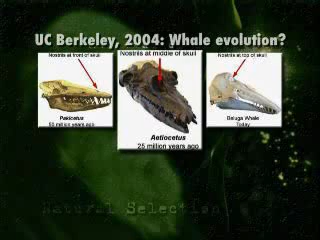 UC Berkeley, 2004: Whale evolution?
Nostrils at front of skull
Nostrils at middle of skull
Nostrils at top of skull
Pakicetus
50 million years ago
Aetiocetus
25 million years ago
Beluga Whale
Today
Natural Selection